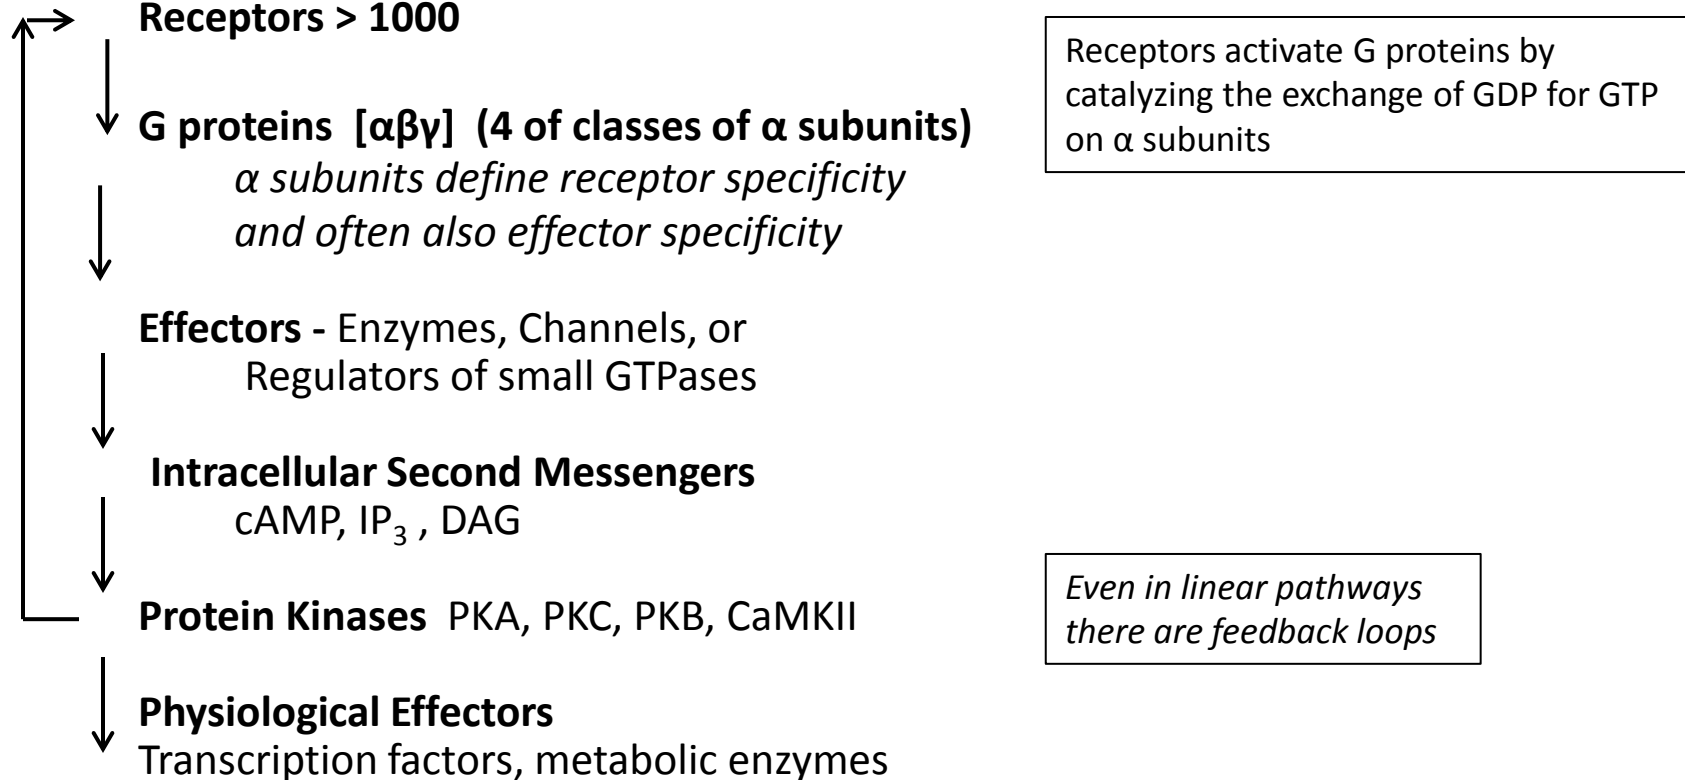 Receptors > 1000
Receptors activate G proteins by
catalyzing the exchange of GDP for GTP
on α subunits
G proteins [αβγ] (4 of classes of α subunits)
α subunits define receptor specificity
and often also effector specificity
Effectors - Enzymes, Channels, or
Regulators of small GTPases
Intracellular Second Messengers
cAMP, IP₃ , DAG
Protein Kinases PKA, PKC, PKB, CaMKII
Even in linear pathways
there are feedback loops
Physiological Effectors
Transcription factors, metabolic enzymes